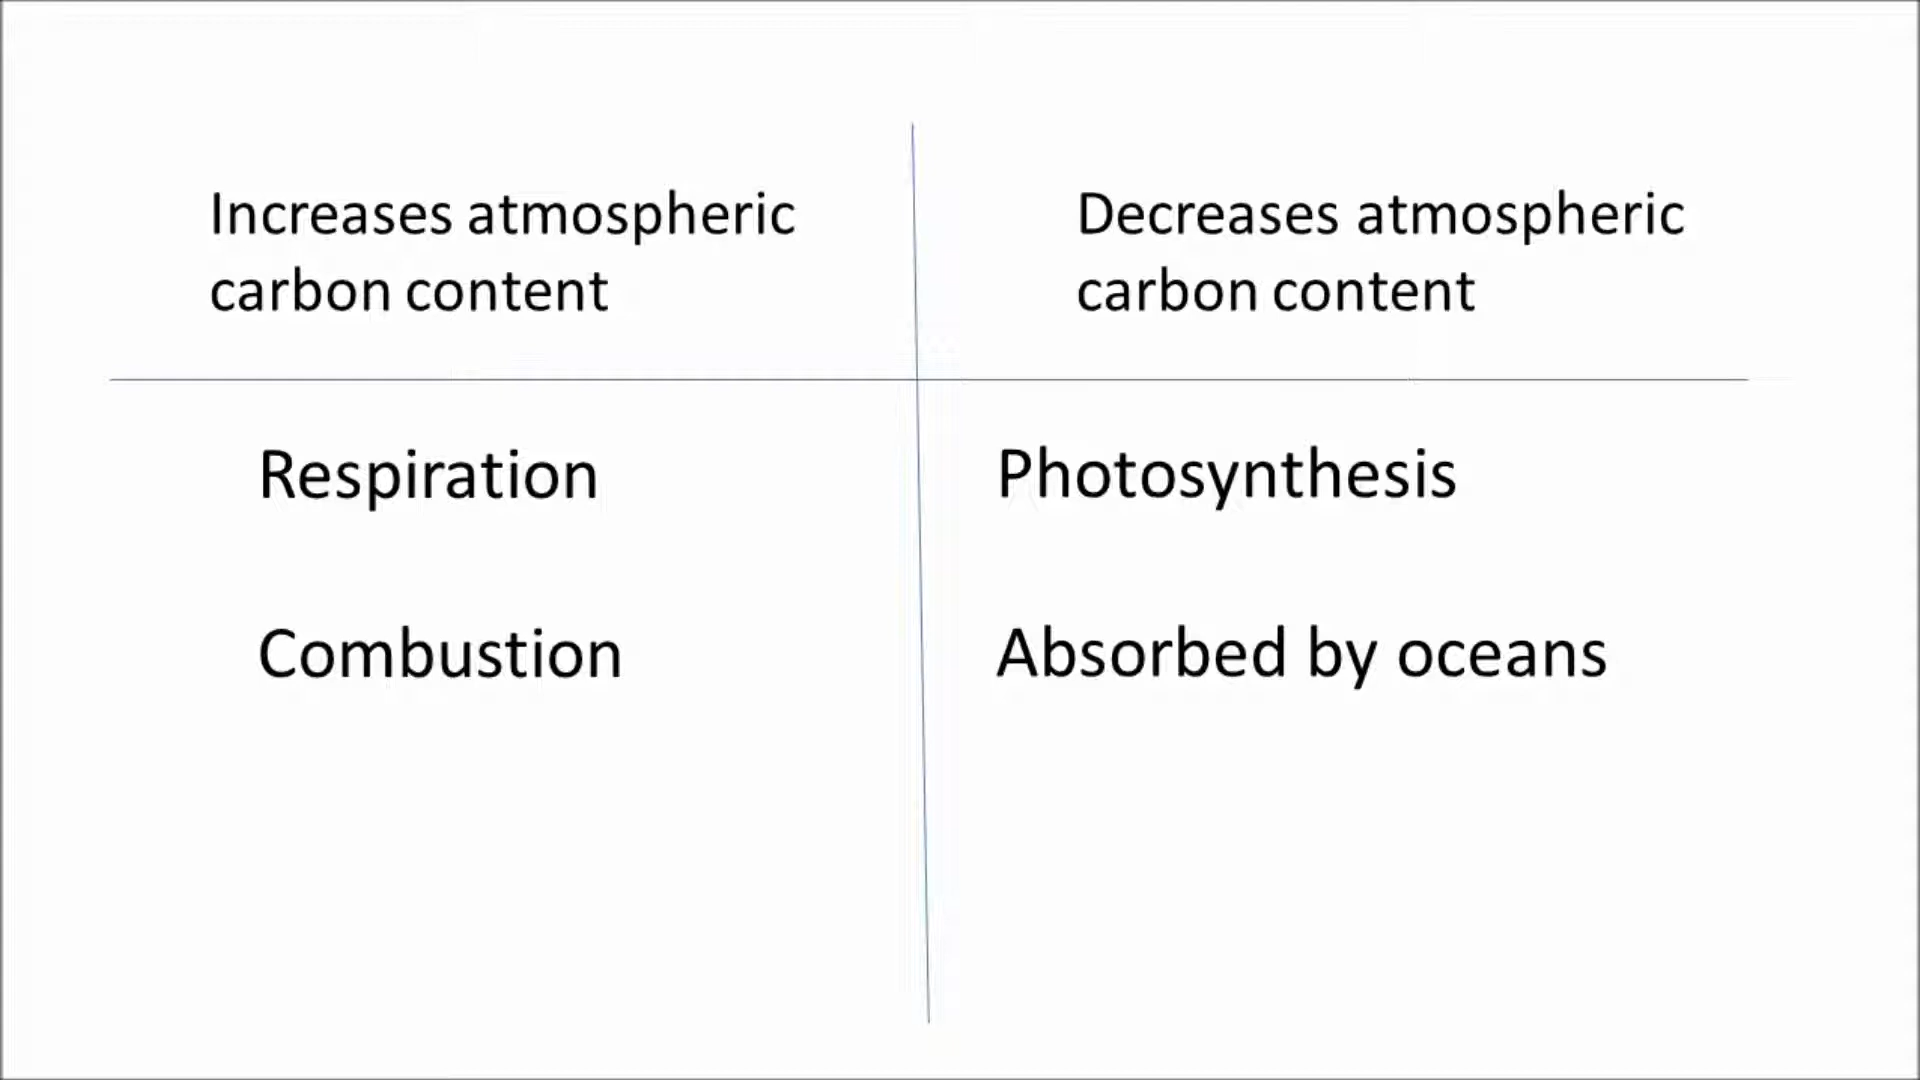 Increases atmospheric
carbon content
Decreases atmospheric
carbon content
Respiration
Photosynthesis
Combustion
Absorbed by oceans